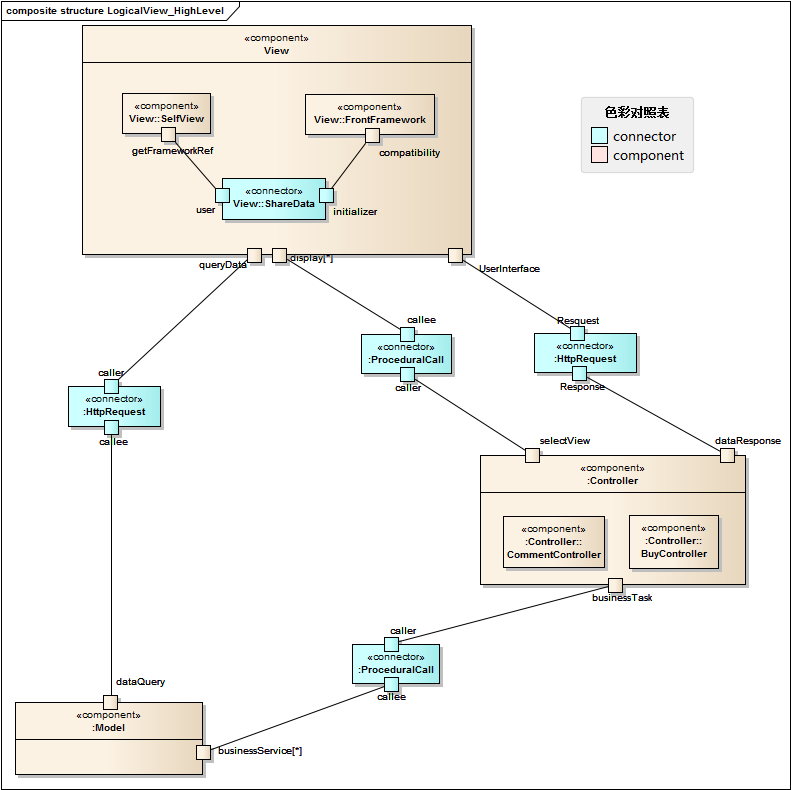 composite structure LogicalView_HighLevel
«component»
View
«component»
View::SelfView
«component»
View::FrontFramework
getFrameworkRef
compatibility
«connector»
View::ShareData
user
initializer
色彩对照表
connector
component
queryData
display[*]
UserInterface
callee
«connector»
:ProceduralCall
caller
Resquest
«connector»
:HttpRequest
Response
caller
«connector»
:HttpRequest
callee
selectView
dataResponse
«component»
:Controller
«component»
:Controller::
CommentController
«component»
:Controller::
BuyController
businessTask
caller
«connector»
:ProceduralCall
callee
dataQuery
«component»
:Model
businessService[*]